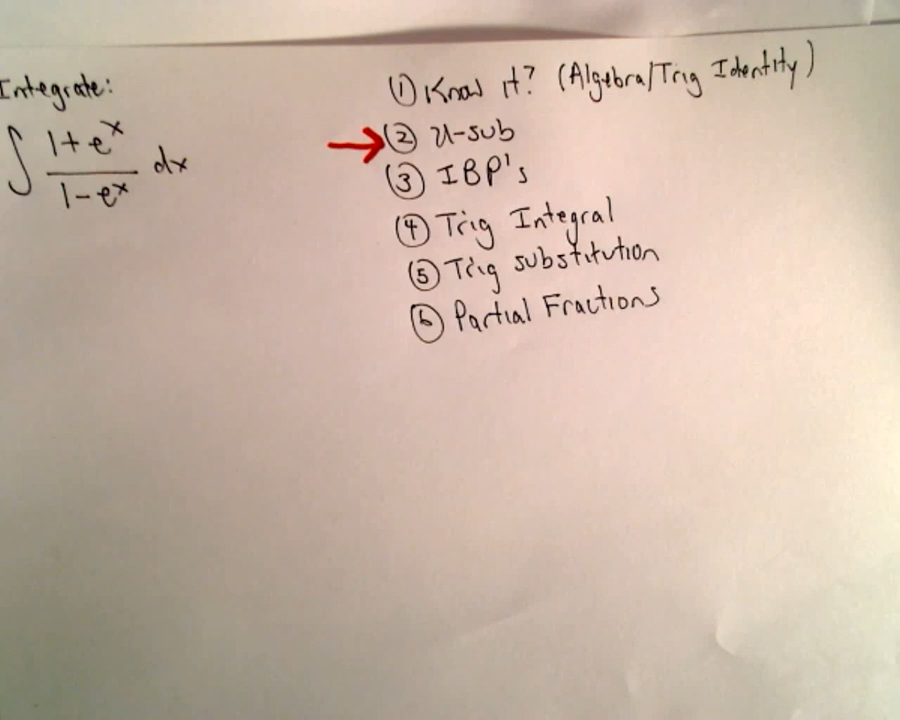 Integrate:
∫ 1+e^x / 1-e^x dx
① Know it? (Algebra/Trig Identity)
② u-sub
③ IBP's
④ Trig Integral
⑤ Trig substitution
⑥ Partial Fractions